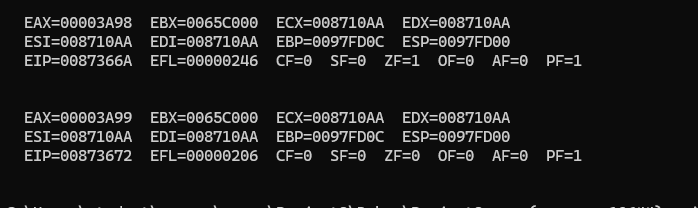 EAX=00003A98  EBX=0065C000  ECX=008710AA  EDX=008710AA
ESI=008710AA  EDI=008710AA  EBP=0097FD0C  ESP=0097FD00
EIP=0087366A  EFL=00000246  CF=0  SF=0  ZF=1  OF=0  AF=0  PF=1
EAX=00003A99  EBX=0065C000  ECX=008710AA  EDX=008710AA
ESI=008710AA  EDI=008710AA  EBP=0097FD0C  ESP=0097FD00
EIP=00873672  EFL=00000206  CF=0  SF=0  ZF=0  OF=0  AF=0  PF=1